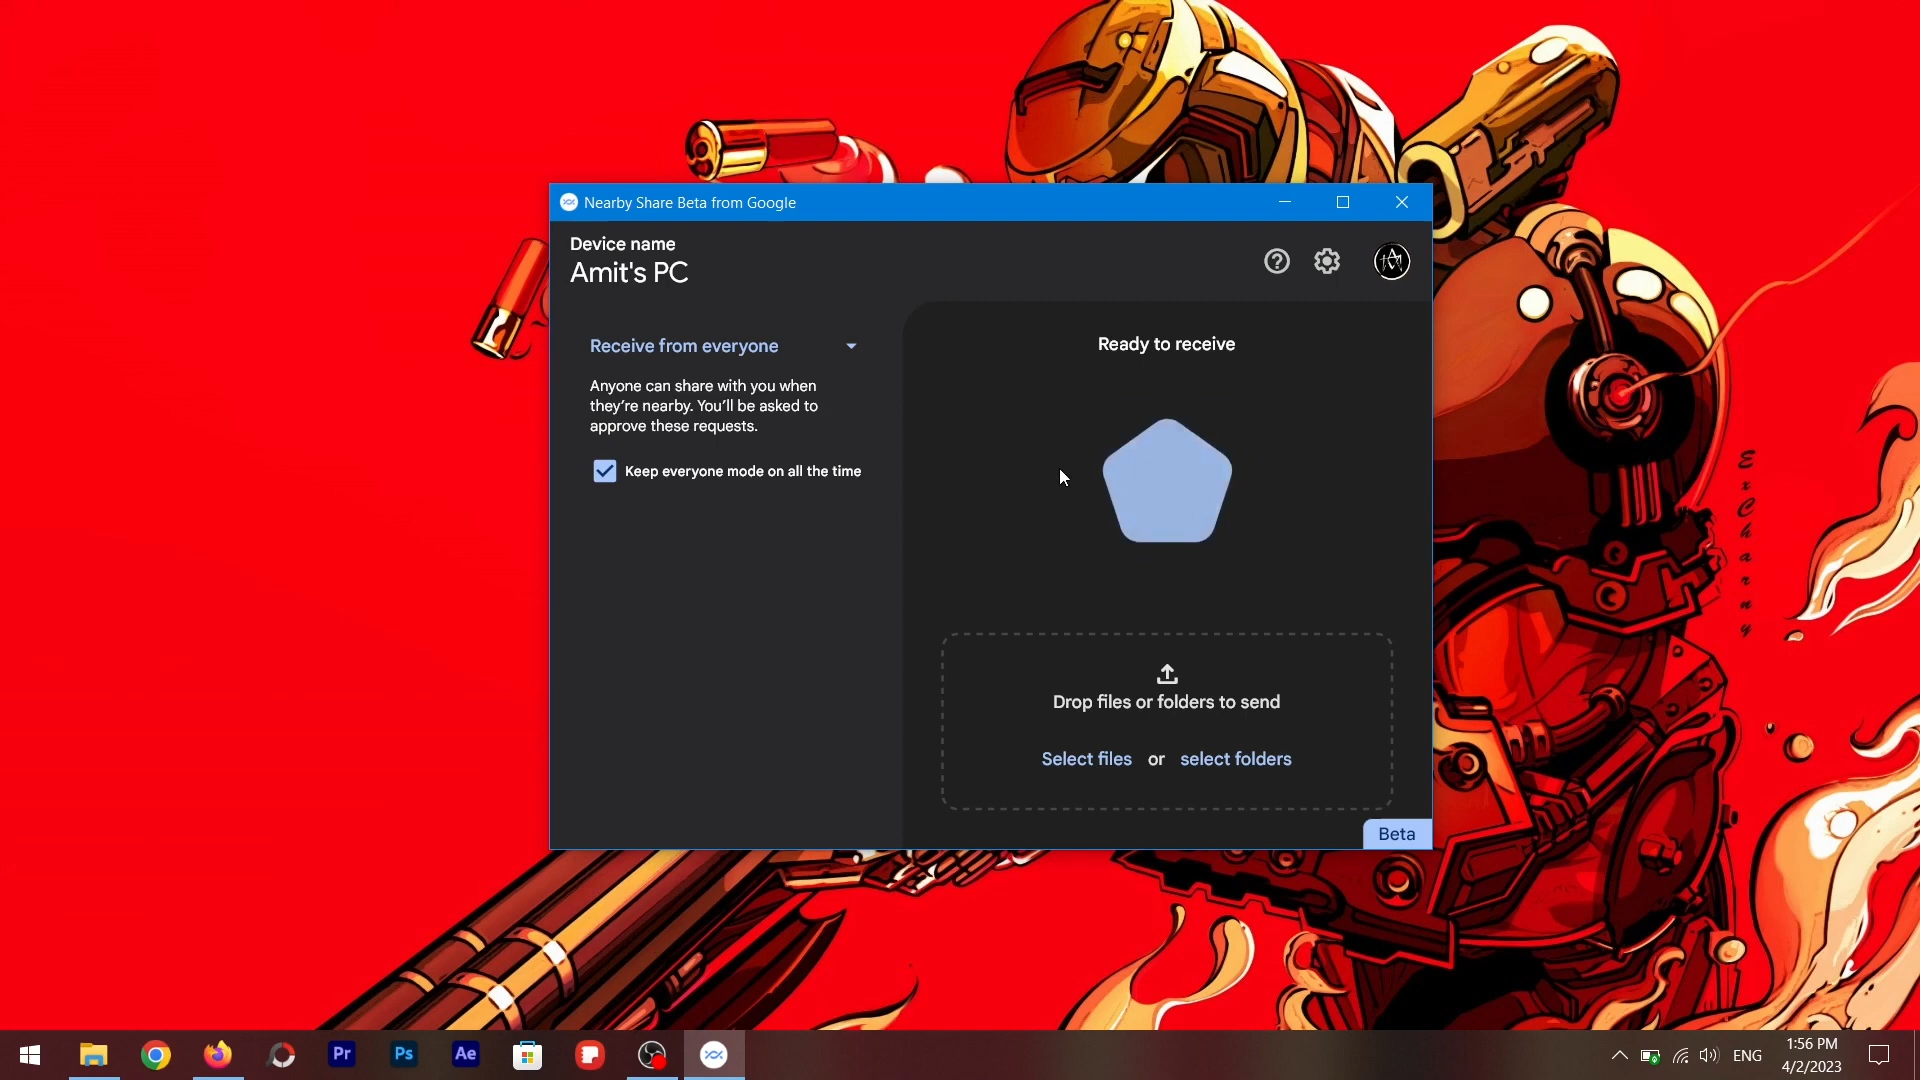 Nearby Share Beta from Google
Device name
Amit's PC
Receive from everyone
Anyone can share with you when
they’re nearby. You’ll be asked to
approve these requests.
Keep everyone mode on all the time
Ready to receive
Drop files or folders to send
Select files or select folders
Beta
ExCharny
Pr
Ps
Ae
ENG
1:56 PM
4/2/2023